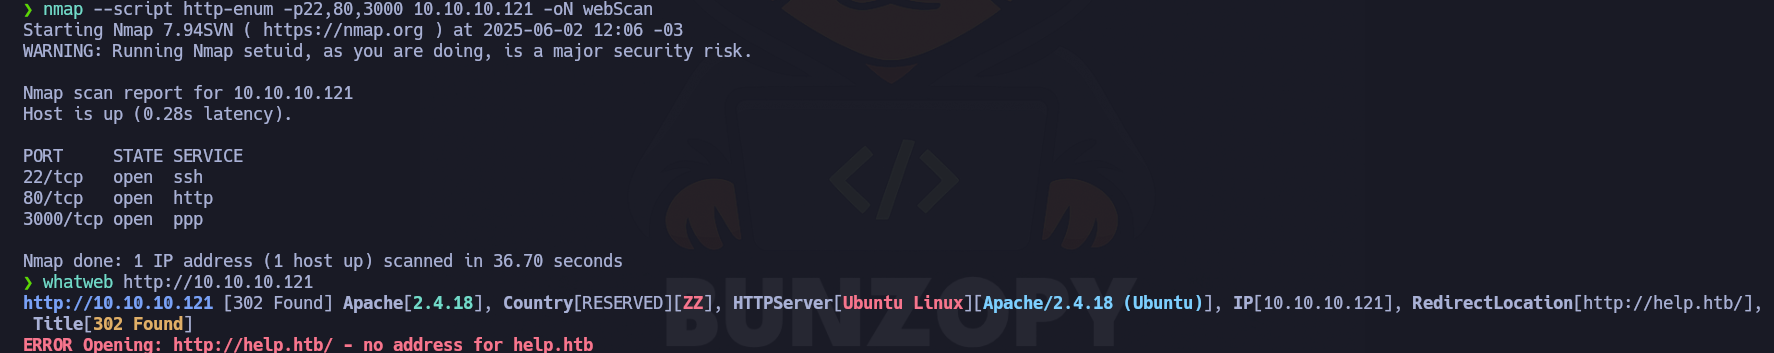 ❯ nmap --script http-enum -p22,80,3000 10.10.10.121 -oN webScan
Starting Nmap 7.94SVN ( https://nmap.org ) at 2025-06-02 12:06 -03
WARNING: Running Nmap setuid, as you are doing, is a major security risk.
Nmap scan report for 10.10.10.121
Host is up (0.28s latency).
PORT     STATE SERVICE
22/tcp   open  ssh
80/tcp   open  http
3000/tcp open  ppp
Nmap done: 1 IP address (1 host up) scanned in 36.70 seconds
❯ whatweb http://10.10.10.121
http://10.10.10.121 [302 Found] Apache[2.4.18], Country[RESERVED][ZZ], HTTPServer[Ubuntu Linux][Apache/2.4.18 (Ubuntu)], IP[10.10.10.121], RedirectLocation[http://help.htb/],
Title[302 Found]
ERROR Opening: http://help.htb/ - no address for help.htb
</>
BUNZOPY